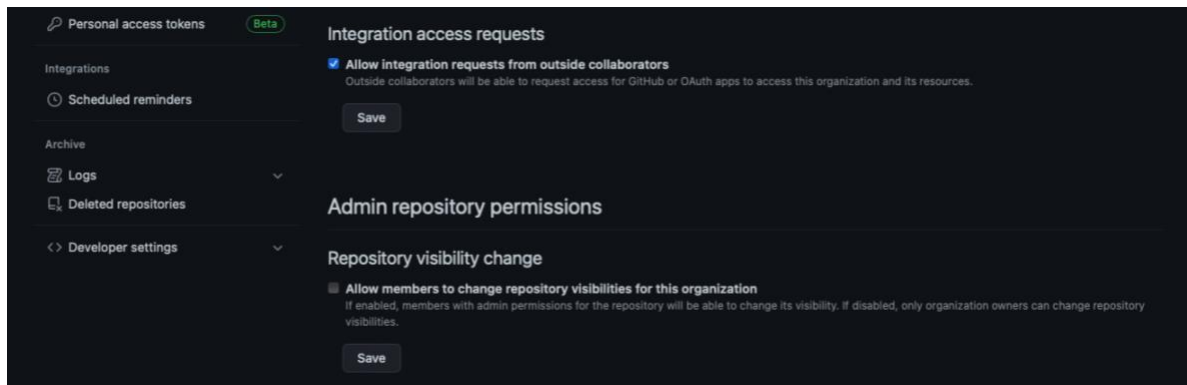 Personal access tokens
Beta
Integrations
Scheduled reminders
Archive
Logs
Deleted repositories
Developer settings
Integration access requests
Allow integration requests from outside collaborators
Outside collaborators will be able to request access for GitHub or OAuth apps to access this organization and its resources.
Save
Admin repository permissions
Repository visibility change
Allow members to change repository visibilities for this organization
If enabled, members with admin permissions for the repository will be able to change its visibility. If disabled, only organization owners can change repository
visibilities.
Save